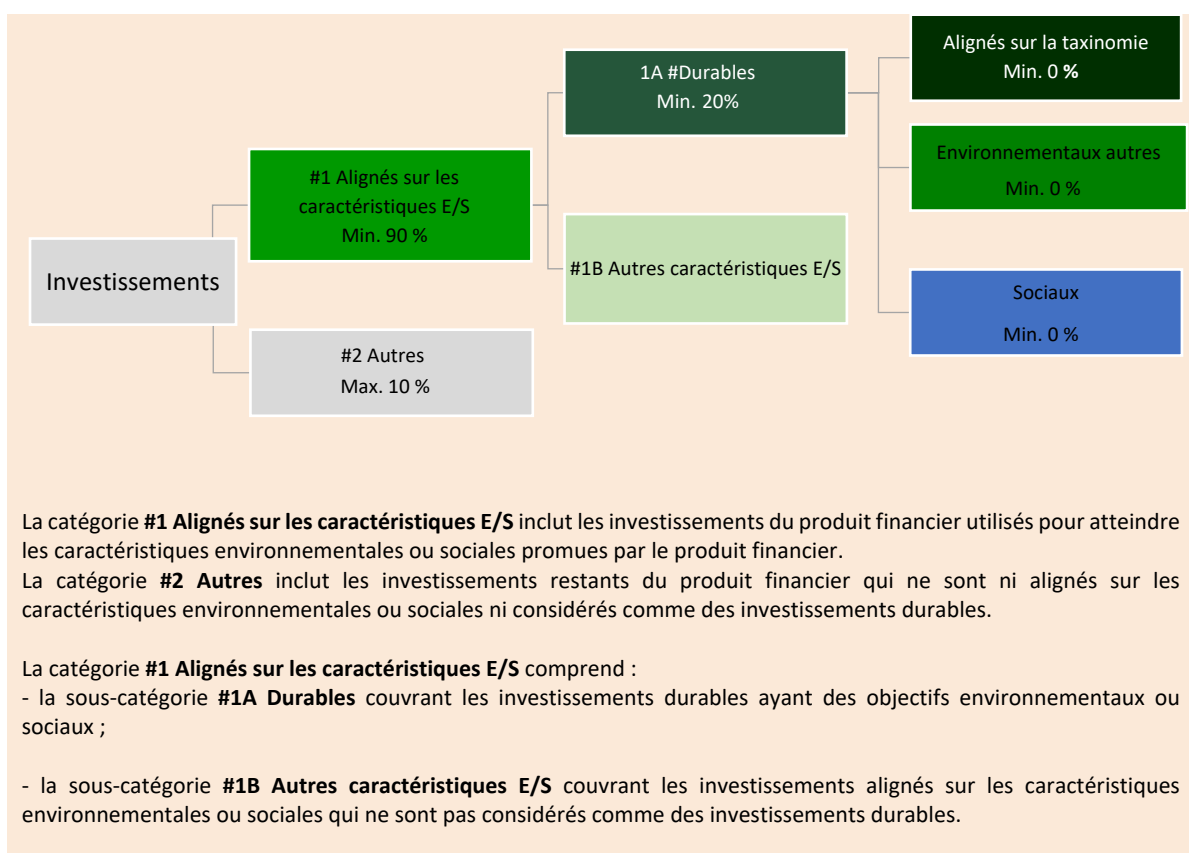 Investissements
#1 Alignés sur les
caractéristiques E/S
Min. 90 %
#2 Autres
Max. 10 %
1A #Durables
Min. 20%
#1B Autres caractéristiques E/S
Alignés sur la taxinomie
Min. 0 %
Environnementaux autres
Min. 0 %
Sociaux
Min. 0 %
La catégorie #1 Alignés sur les caractéristiques E/S inclut les investissements du produit financier utilisés pour atteindre
les caractéristiques environnementales ou sociales promues par le produit financier.
La catégorie #2 Autres inclut les investissements restants du produit financier qui ne sont ni alignés sur les
caractéristiques environnementales ou sociales ni considérés comme des investissements durables.
La catégorie #1 Alignés sur les caractéristiques E/S comprend :
- la sous-catégorie #1A Durables couvrant les investissements durables ayant des objectifs environnementaux ou
sociaux ;
- la sous-catégorie #1B Autres caractéristiques E/S couvrant les investissements alignés sur les caractéristiques
environnementales ou sociales qui ne sont pas considérés comme des investissements durables.